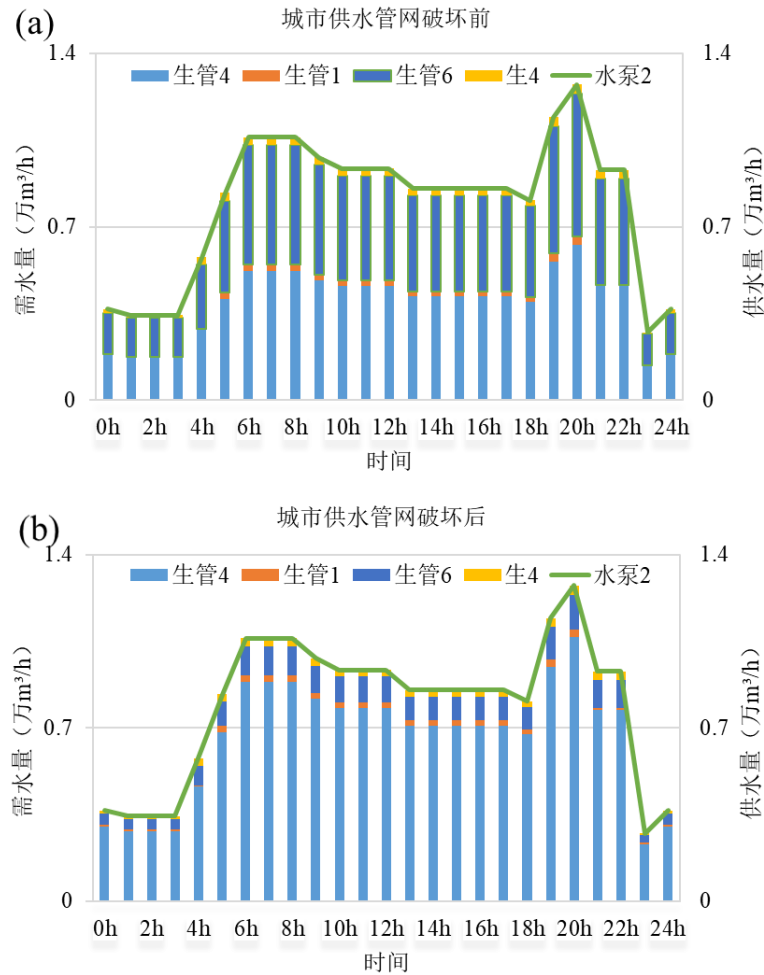 (a)
城市供水管网破坏前
1.4
1.4
生管4 生管1 生管6 生4 水泵2
需水量（万m³/h）
供水量（万m³/h）
0.7
0.7
0
0
0h 2h 4h 6h 8h 10h 12h 14h 16h 18h 20h 22h 24h
时间
(b)
城市供水管网破坏后
1.4
1.4
生管4 生管1 生管6 生4 水泵2
需水量（万m³/h）
供水量（万m³/h）
0.7
0.7
0
0
0h 2h 4h 6h 8h 10h 12h 14h 16h 18h 20h 22h 24h
时间